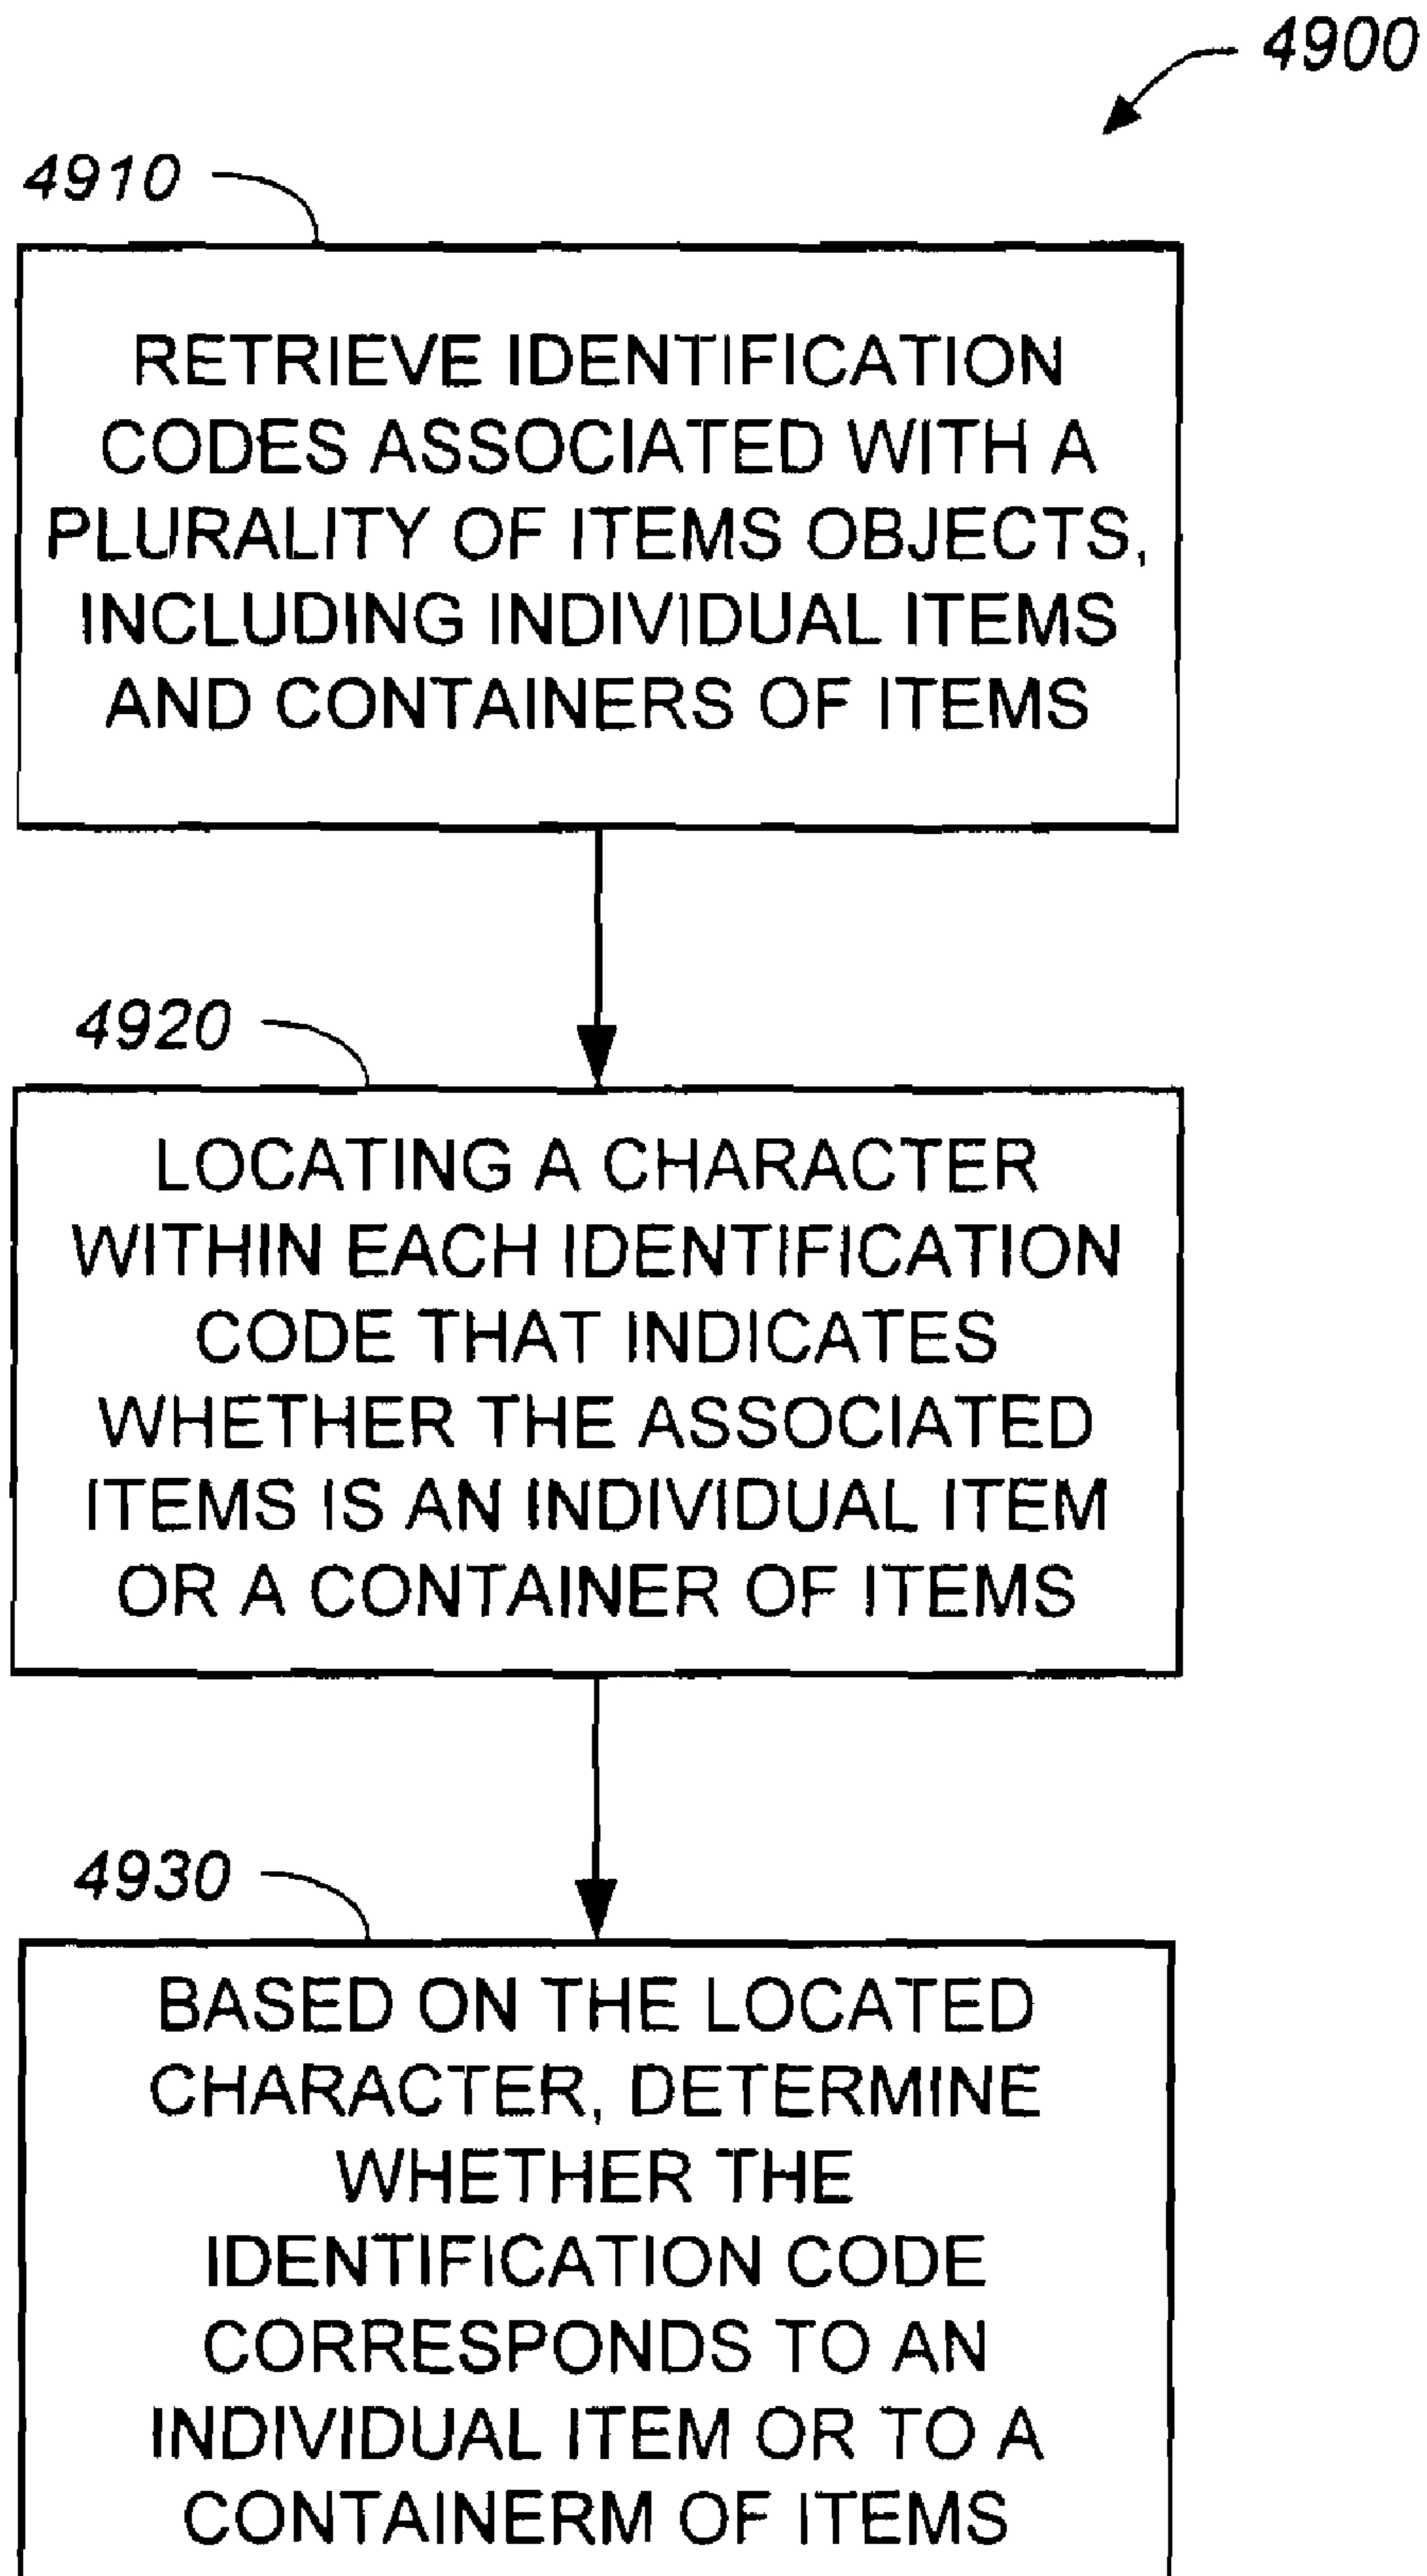 4900
4910
RETRIEVE IDENTIFICATION
CODES ASSOCIATED WITH A
PLURALITY OF ITEMS OBJECTS,
INCLUDING INDIVIDUAL ITEMS
AND CONTAINERS OF ITEMS
4920
LOCATING A CHARACTER
WITHIN EACH IDENTIFICATION
CODE THAT INDICATES
WHETHER THE ASSOCIATED
ITEMS IS AN INDIVIDUAL ITEM
OR A CONTAINER OF ITEMS
4930
BASED ON THE LOCATED
CHARACTER, DETERMINE
WHETHER THE
IDENTIFICATION CODE
CORRESPONDS TO AN
INDIVIDUAL ITEM OR TO A
CONTAINERM OF ITEMS